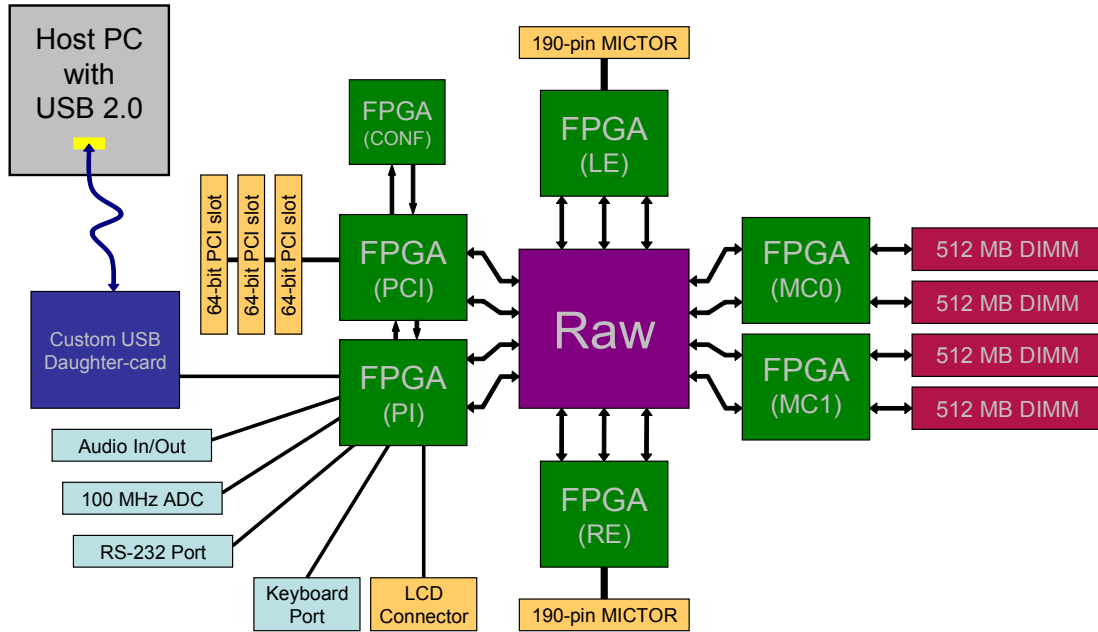 Host PC
with
USB 2.0
190-pin MICTOR
FPGA
(CONF)
FPGA
(LE)
64-bit PCI slot
64-bit PCI slot
64-bit PCI slot
FPGA
(PCI)
Raw
FPGA
(MC0)
512 MB DIMM
512 MB DIMM
Custom USB
Daughter-card
FPGA
(PI)
FPGA
(MC1)
512 MB DIMM
512 MB DIMM
Audio In/Out
100 MHz ADC
RS-232 Port
Keyboard
Port
LCD
Connector
FPGA
(RE)
190-pin MICTOR